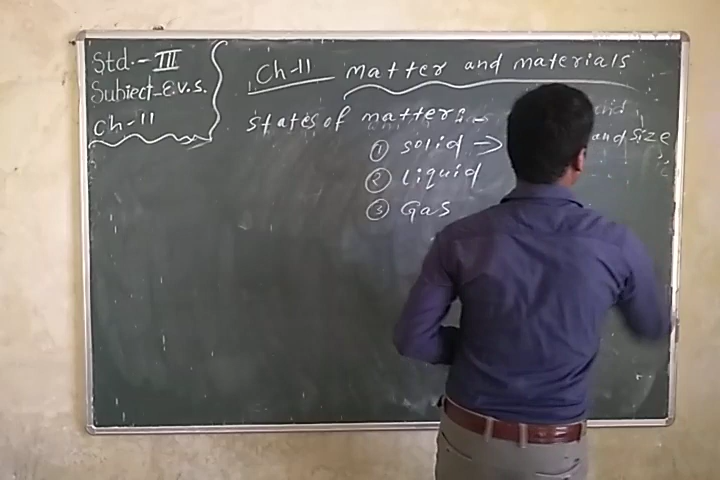 Std.- III
Subject-E.V.S.
Ch-11
Ch-11 matter and materials
states of matters:-
① solid → and size
② liquid
③ Gas